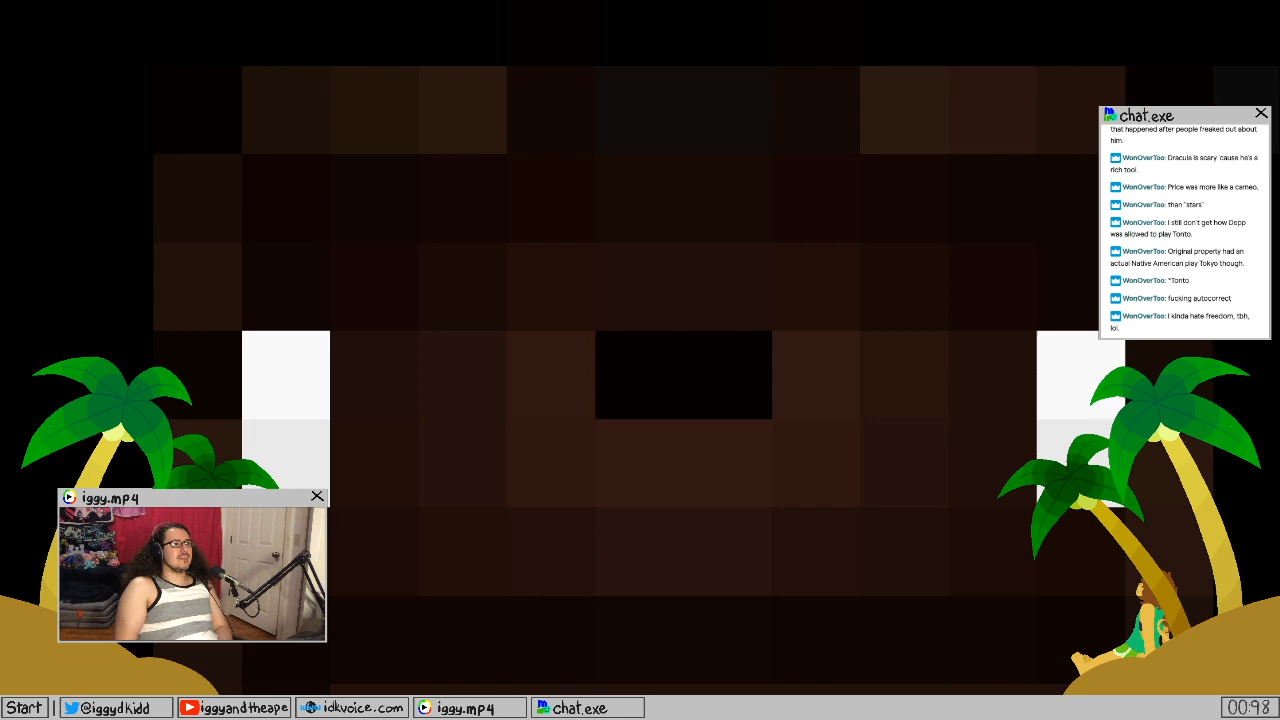 chat.exe
that happened after people freaked out about
him.
WonOverToo: Dracula is scary 'cause he's a
rich tool.
WonOverToo: Price was more like a cameo,
WonOverToo: than "stars"
WonOverToo: I still don't get how Depp
was allowed to play Tonto.
WonOverToo: Original property had an
actual Native American play Tokyo though.
WonOverToo: *Tonto
WonOverToo: fucking autocorrect
WonOverToo: I kinda hate freedom, tbh,
lol.
iggy.mp4
Start | @iggydkidd iggyandtheape idkvoice.com iggy.mp4 chat.exe 00:98